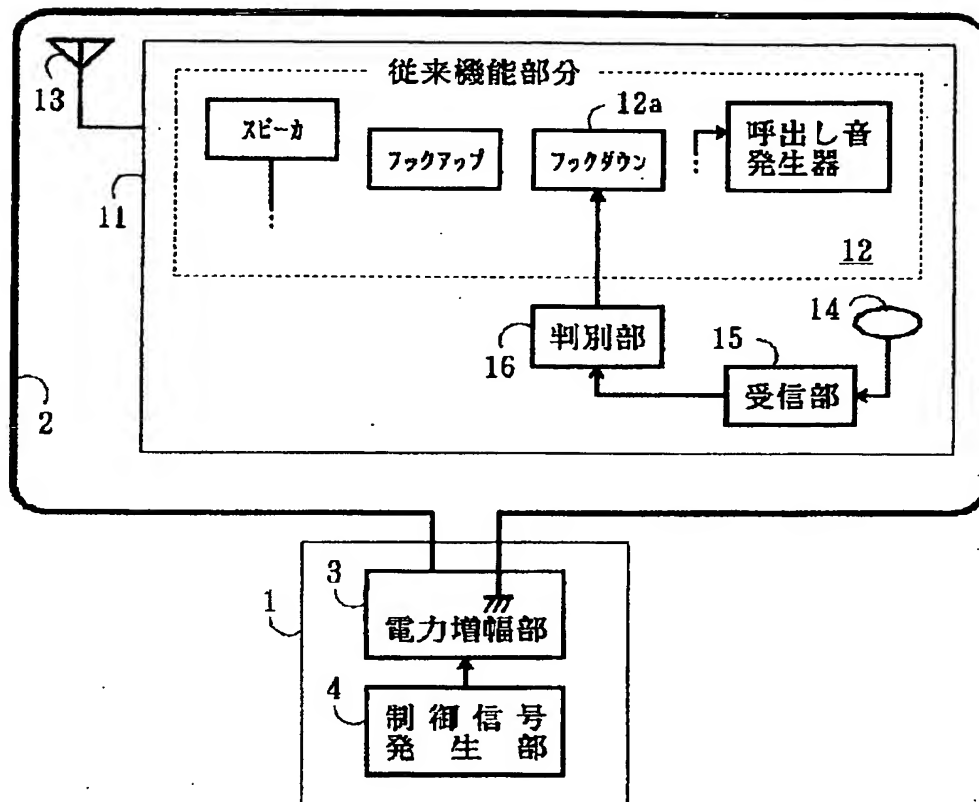 従来機能部分
13
12a
スピーカ
フックアップ
フックダウン
呼出し音
発生器
11
12
14
判別部
16
15
受信部
2
3
1
電力増幅部
4
制御信号
発生部